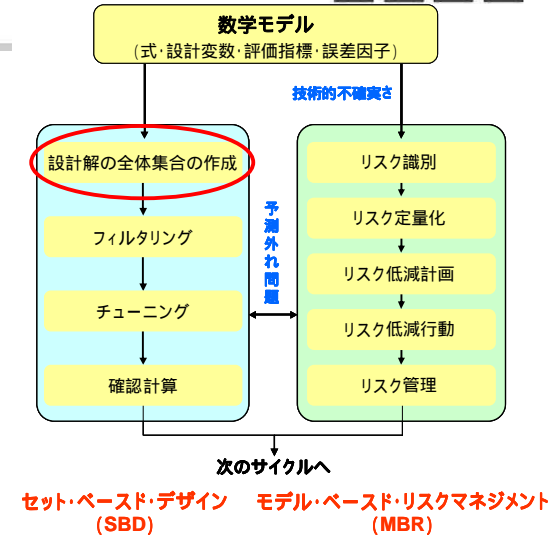 数学モデル
(式・設計変数・評価指標・誤差因子)
技術的不確実さ
設計解の全体集合の作成
フィルタリング
チューニング
確認計算
予測外れ問題
リスク識別
リスク定量化
リスク低減計画
リスク低減行動
リスク管理
次のサイクルへ
セット・ベースド・デザイン
(SBD)
モデル・ベースド・リスクマネジメント
(MBR)